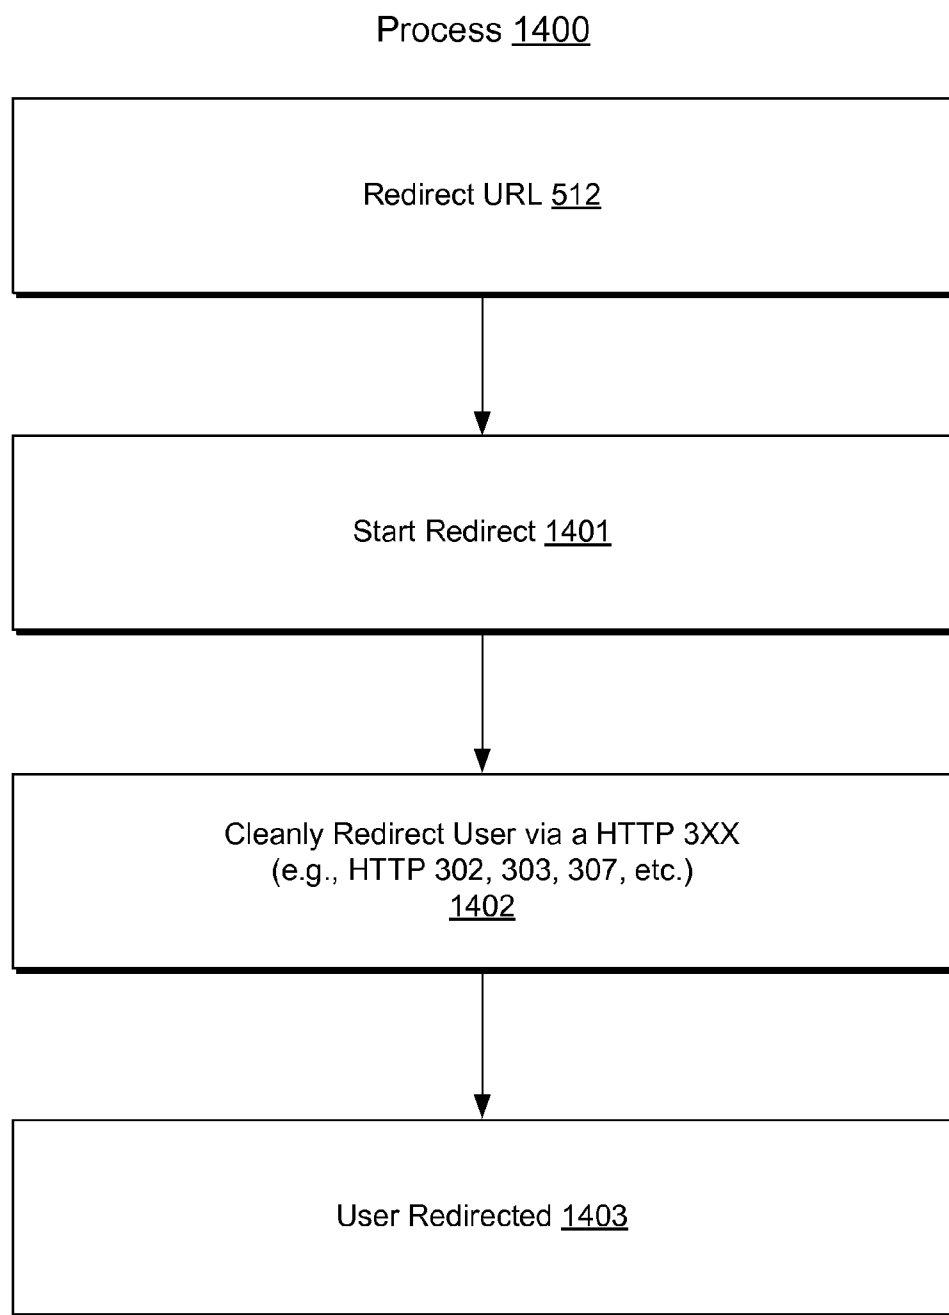 Process 1400
Redirect URL 512
Start Redirect 1401
Cleanly Redirect User via a HTTP 3XX
(e.g., HTTP 302, 303, 307, etc.)
1402
User Redirected 1403